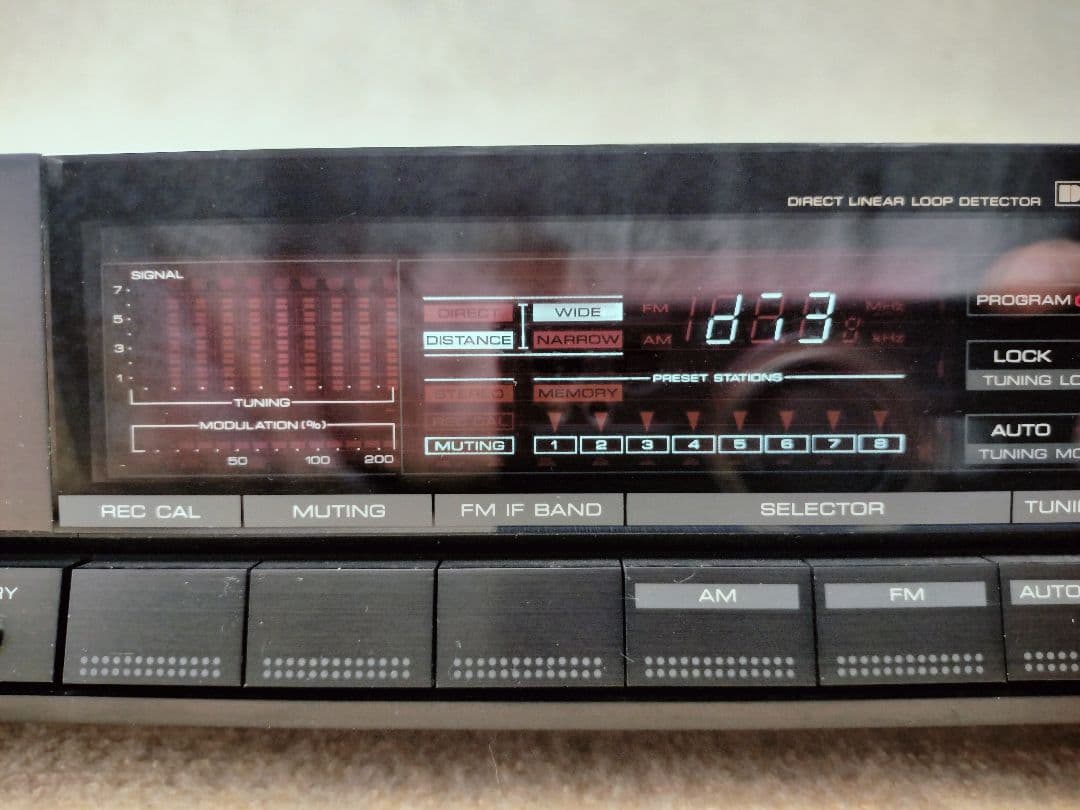 DIRECT LINEAR LOOP DETECTOR
SIGNAL
7
5
3
1
TUNING
MODULATION (%)
50 100 200
DIRECT WIDE
DISTANCE NARROW
FM
AM
MHz
kHz
PRESET STATIONS
STEREO MEMORY
REC CAL
MUTING 1 2 3 4 5 6 7 8
PROGRAM
LOCK
TUNING LO
AUTO
TUNING MO
REC CAL MUTING FM IF BAND SELECTOR TUNI
RY AM FM AUTO